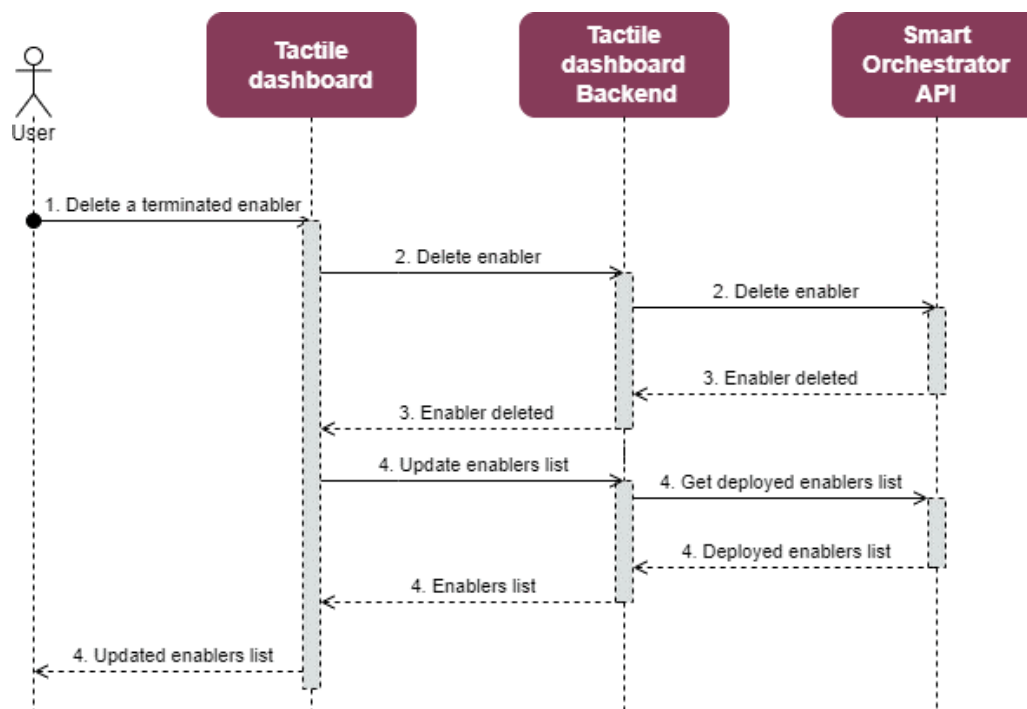 Tactile
dashboard
Tactile
dashboard
Backend
Smart
Orchestrator
API
User
1. Delete a terminated enabler
2. Delete enabler
2. Delete enabler
3. Enabler deleted
3. Enabler deleted
4. Update enablers list
4. Get deployed enablers list
4. Deployed enablers list
4. Enablers list
4. Updated enablers list